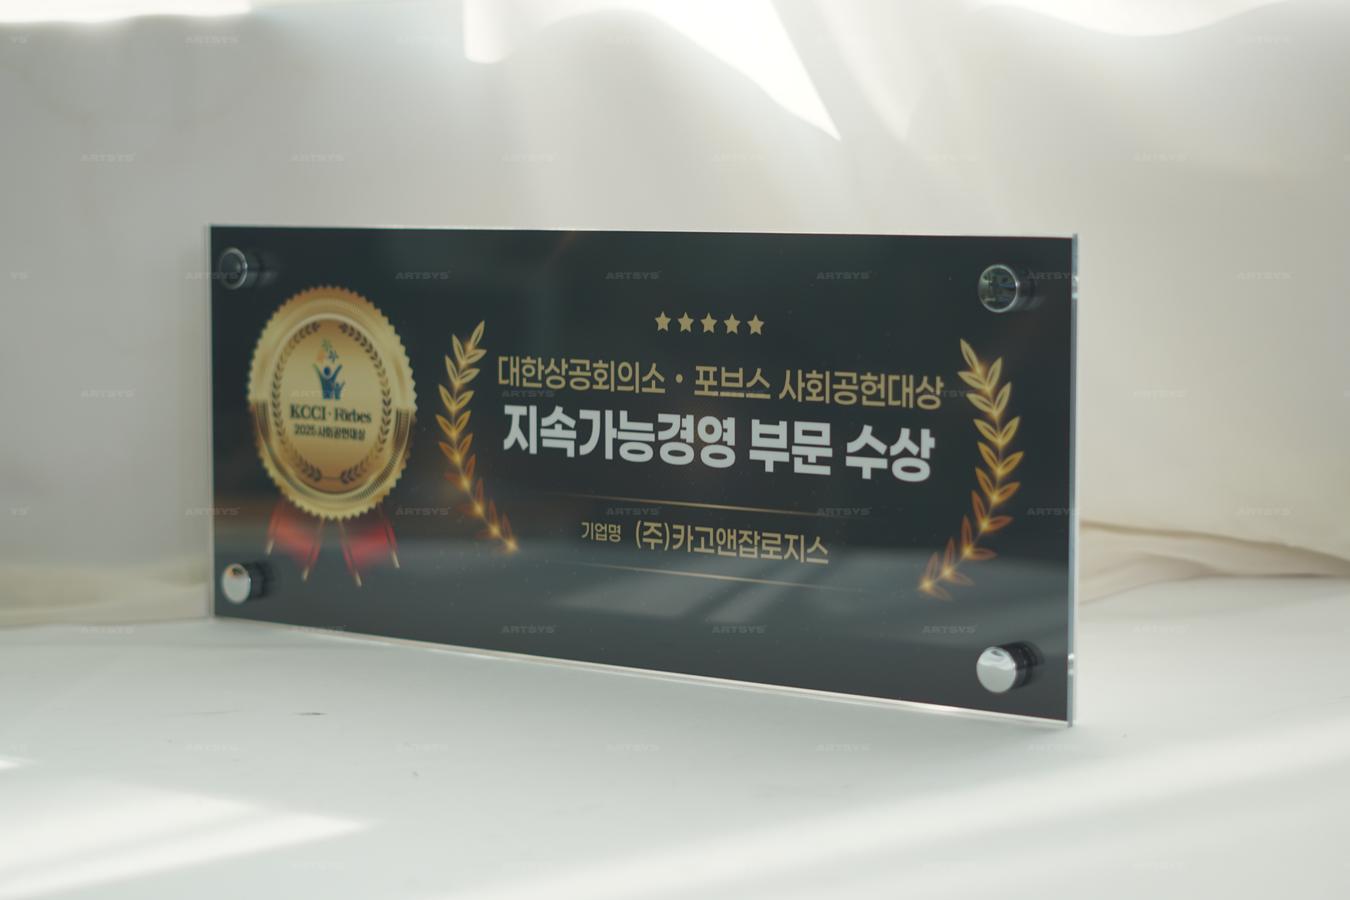 KCCI · Forbes
2025 사회공헌대상
대한상공회의소 · 포브스 사회공헌대상
지속가능경영 부문 수상
기업명 (주)카고앤잡로지스
ARTSYS